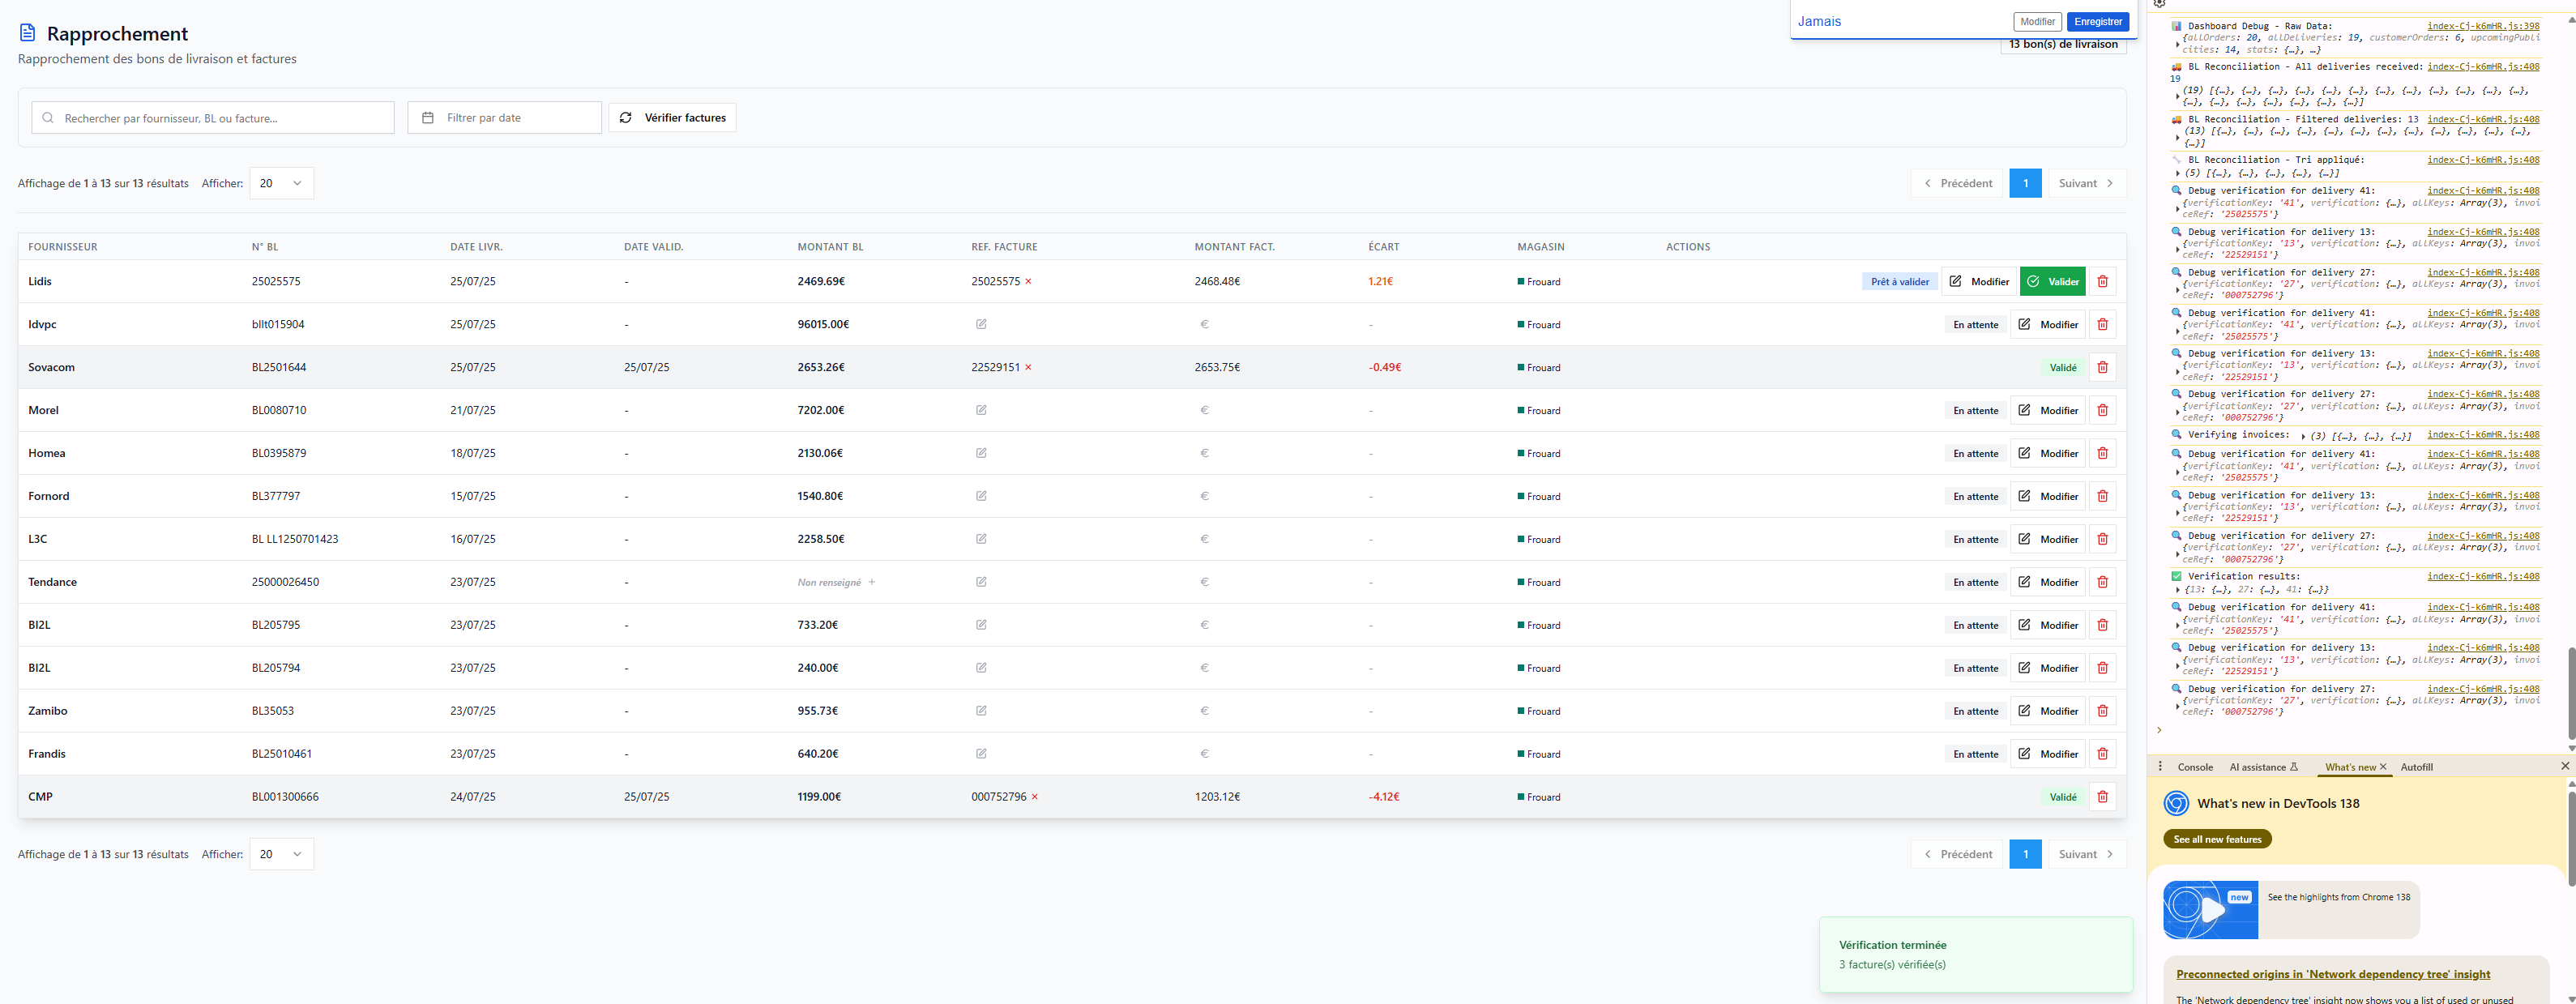 Rapprochement
Rapprochement des bons de livraison et factures
Jamais
Modifier
Enregistrer
13 bon(s) de livraison
Rechercher par fournisseur, BL ou facture...
Filtrer par date
Vérifier factures
Affichage de 1 à 13 sur 13 résultats Afficher: 20
Précédent 1 Suivant
FOURNISSEUR N° BL DATE LIVR. DATE VALID. MONTANT BL REF. FACTURE MONTANT FACT. ÉCART MAGASIN ACTIONS
Lidis 25025575 25/07/25 - 2469.69€ 25025575 × 2468.48€ 1.21€ Frouard Prêt à valider Modifier Valider
Idvpc bllt015904 25/07/25 - 96015.00€ € - Frouard En attente Modifier
Sovacom BL2501644 25/07/25 25/07/25 2653.26€ 22529151 × 2653.75€ -0.49€ Frouard Validé
Morel BL0080710 21/07/25 - 7202.00€ € - Frouard En attente Modifier
Homea BL0395879 18/07/25 - 2130.06€ € - Frouard En attente Modifier
Fornord BL377797 15/07/25 - 1540.80€ € - Frouard En attente Modifier
L3C BL LL1250701423 16/07/25 - 2258.50€ € - Frouard En attente Modifier
Tendance 25000026450 23/07/25 - Non renseigné + € - Frouard En attente Modifier
BI2L BL205795 23/07/25 - 733.20€ € - Frouard En attente Modifier
BI2L BL205794 23/07/25 - 240.00€ € - Frouard En attente Modifier
Zamibo BL35053 23/07/25 - 955.73€ € - Frouard En attente Modifier
Frandis BL25010461 23/07/25 - 640.20€ € - Frouard En attente Modifier
CMP BL001300666 24/07/25 25/07/25 1199.00€ 000752796 × 1203.12€ -4.12€ Frouard Validé
Affichage de 1 à 13 sur 13 résultats Afficher: 20
Précédent 1 Suivant
Vérification terminée
3 facture(s) vérifiée(s)
Dashboard Debug - Raw Data: index-Cj-k6mHR.js:398
{allOrders: 20, allDeliveries: 19, customerOrders: 6, upcomingPubli
cities: 14, stats: {…}, …}
BL Reconciliation - All deliveries received: index-Cj-k6mHR.js:408
19
(19) [{…}, {…}, {…}, {…}, {…}, {…}, {…}, {…}, {…}, {…}, {…}, {…},
{…}, {…}, {…}, {…}, {…}, {…}, {…}]
BL Reconciliation - Filtered deliveries: 13 index-Cj-k6mHR.js:408
(13) [{…}, {…}, {…}, {…}, {…}, {…}, {…}, {…}, {…}, {…}, {…}, {…},
{…}]
BL Reconciliation - Tri appliqué: index-Cj-k6mHR.js:408
(5) [{…}, {…}, {…}, {…}, {…}]
Debug verification for delivery 41: index-Cj-k6mHR.js:408
{verificationKey: '41', verification: {…}, allKeys: Array(3), invoi
ceRef: '25025575'}
Debug verification for delivery 13: index-Cj-k6mHR.js:408
{verificationKey: '13', verification: {…}, allKeys: Array(3), invoi
ceRef: '22529151'}
Debug verification for delivery 27: index-Cj-k6mHR.js:408
{verificationKey: '27', verification: {…}, allKeys: Array(3), invoi
ceRef: '000752796'}
Debug verification for delivery 41: index-Cj-k6mHR.js:408
{verificationKey: '41', verification: {…}, allKeys: Array(3), invoi
ceRef: '25025575'}
Debug verification for delivery 13: index-Cj-k6mHR.js:408
{verificationKey: '13', verification: {…}, allKeys: Array(3), invoi
ceRef: '22529151'}
Debug verification for delivery 27: index-Cj-k6mHR.js:408
{verificationKey: '27', verification: {…}, allKeys: Array(3), invoi
ceRef: '000752796'}
Verifying invoices: (3) [{…}, {…}, {…}] index-Cj-k6mHR.js:408
Debug verification for delivery 41: index-Cj-k6mHR.js:408
{verificationKey: '41', verification: {…}, allKeys: Array(3), invoi
ceRef: '25025575'}
Debug verification for delivery 13: index-Cj-k6mHR.js:408
{verificationKey: '13', verification: {…}, allKeys: Array(3), invoi
ceRef: '22529151'}
Debug verification for delivery 27: index-Cj-k6mHR.js:408
{verificationKey: '27', verification: {…}, allKeys: Array(3), invoi
ceRef: '000752796'}
Verification results: index-Cj-k6mHR.js:408
{13: {…}, 27: {…}, 41: {…}}
Debug verification for delivery 41: index-Cj-k6mHR.js:408
{verificationKey: '41', verification: {…}, allKeys: Array(3), invoi
ceRef: '25025575'}
Debug verification for delivery 13: index-Cj-k6mHR.js:408
{verificationKey: '13', verification: {…}, allKeys: Array(3), invoi
ceRef: '22529151'}
Debug verification for delivery 27: index-Cj-k6mHR.js:408
{verificationKey: '27', verification: {…}, allKeys: Array(3), invoi
ceRef: '000752796'}
Console AI assistance What's new Autofill
What's new in DevTools 138
See all new features
new
See the highlights from Chrome 138
Preconnected origins in 'Network dependency tree' insight
The 'Network dependency tree' insight now shows you a list of used or unused